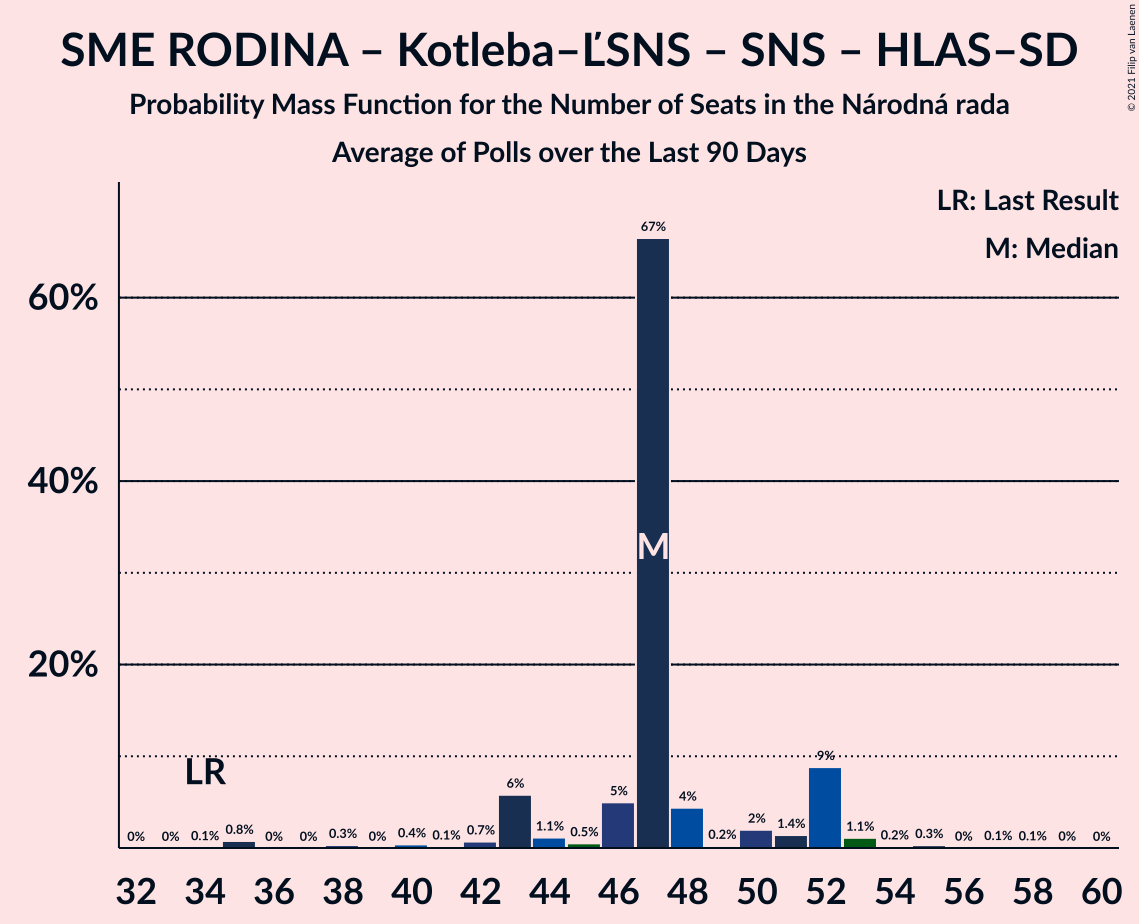 SME RODINA – Kotleba–ĽSNS – SNS – HLAS–SD
Probability Mass Function for the Number of Seats in the Národná rada
Average of Polls over the Last 90 Days
© 2021 Filip van Laenen
LR: Last Result
M: Median
60%
40%
20%
67%
M
LR
0% 0% 0.1% 0.8% 0% 0% 0.3% 0% 0.4% 0.1% 0.7% 6% 1.1% 0.5% 5% 4% 0.2% 2% 1.4% 9% 1.1% 0.2% 0.3% 0% 0.1% 0.1% 0% 0%
32 34 36 38 40 42 44 46 48 50 52 54 56 58 60